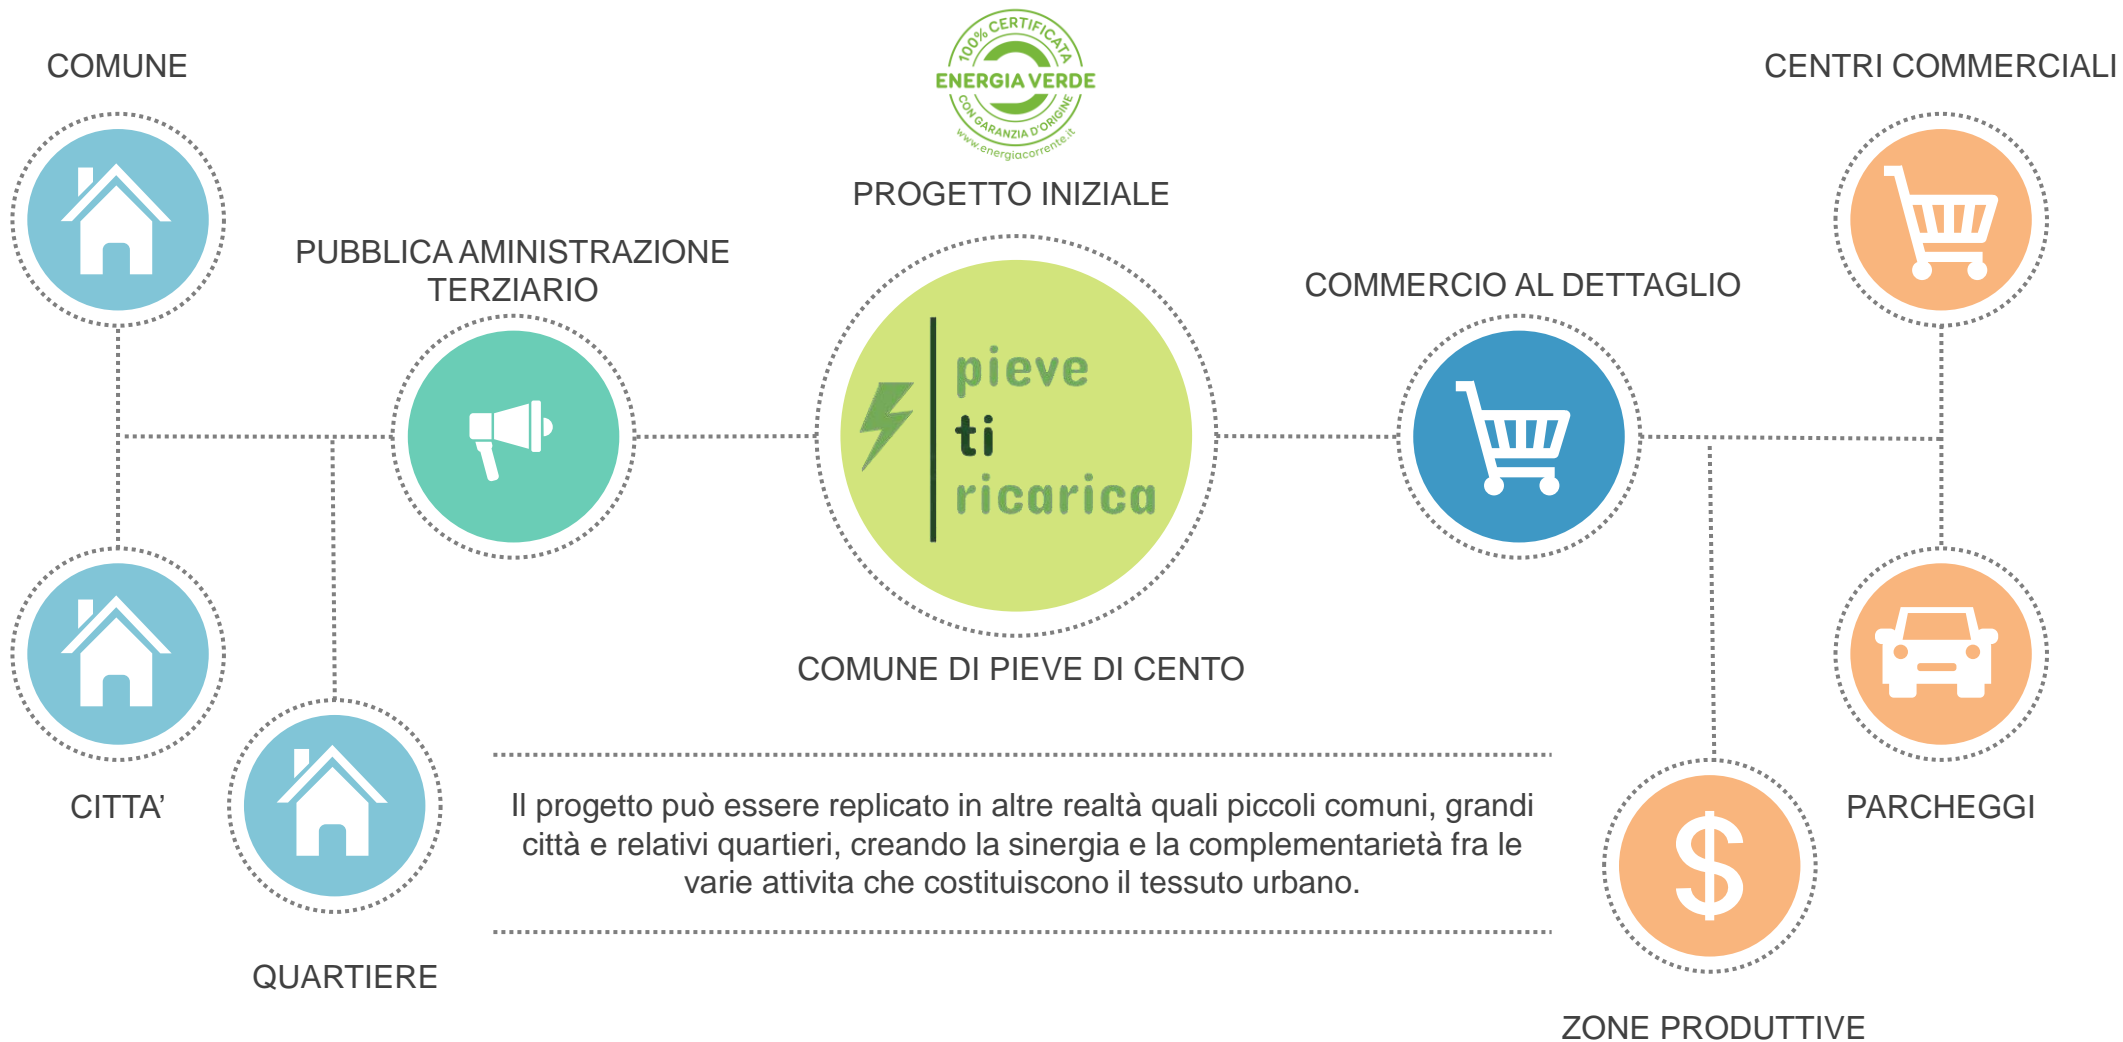 COMUNE
100% CERTIFICATA
ENERGIA VERDE
CON GARANZIA D'ORIGINE
www.energiacorrente.it
CENTRI COMMERCIALI
PROGETTO INIZIALE
PUBBLICA AMINISTRAZIONE
TERZIARIO
COMMERCIO AL DETTAGLIO
pieve
ti
ricarica
COMUNE DI PIEVE DI CENTO
CITTA'
Il progetto può essere replicato in altre realtà quali piccoli comuni, grandi
città e relativi quartieri, creando la sinergia e la complementarietà fra le
varie attivita che costituiscono il tessuto urbano.
PARCHEGGI
QUARTIERE
ZONE PRODUTTIVE